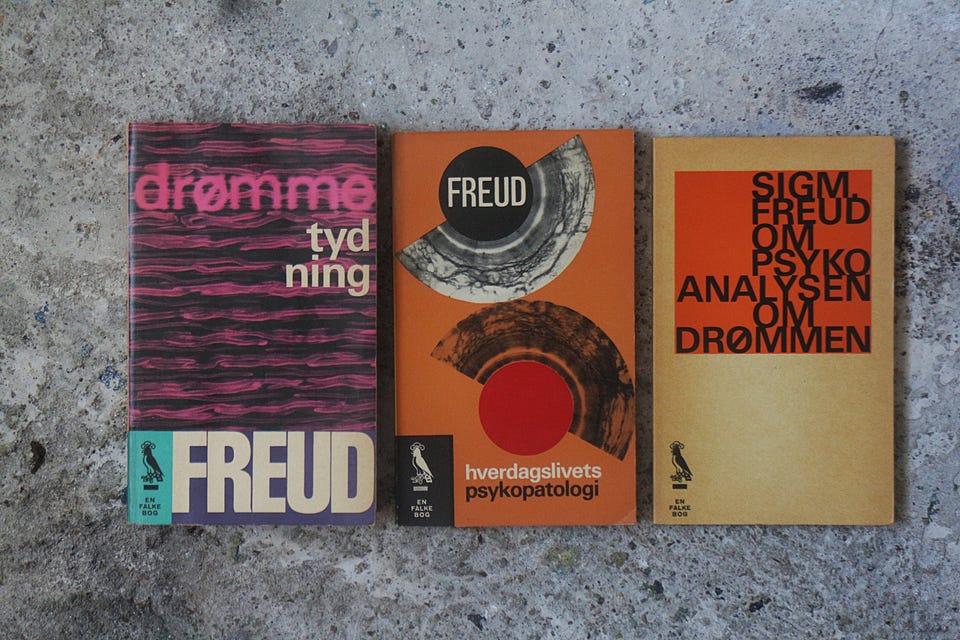 drømme
tyd
ning
EN
FALKE
BOG
FREUD
FREUD
hverdagslivets
psykopatologi
EN
FALKE
BOG
SIGM.
FREUD
OM
PSYKO
ANALYSEN
OM
DRØMMEN
EN
FALKE
BOG